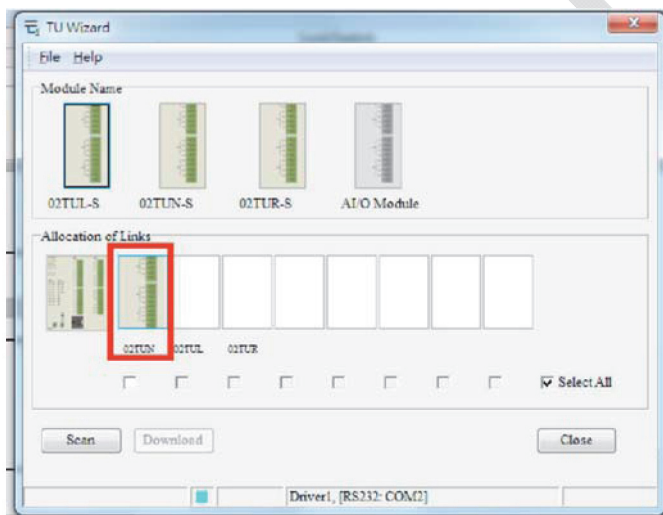 TU Wizard
File Help
Module Name
02TUL-S 02TUN-S 02TUR-S AI/O Module
Allocation of Links
02TUN 02TUL 02TUR
Select All
Scan Download Close
Driver1, [RS232: COM2]